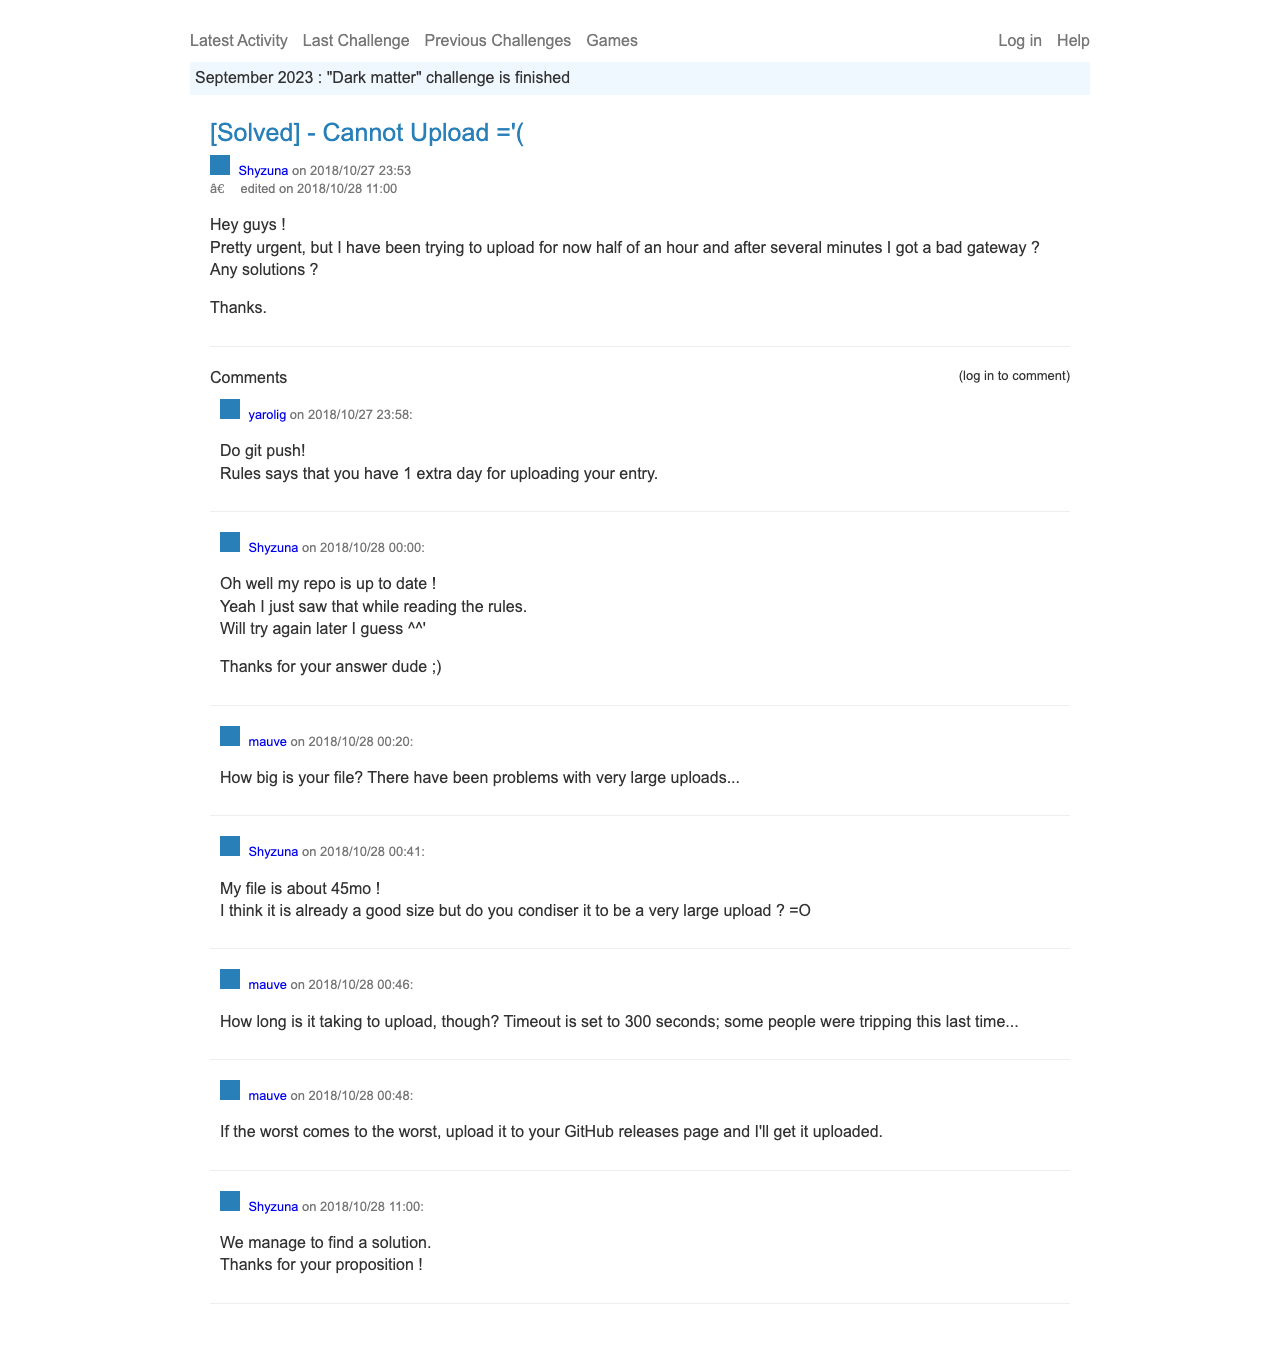 Latest Activity Last Challenge Previous Challenges Games Log in Help
September 2023 : "Dark matter" challenge is finished
[Solved] - Cannot Upload ='(
Shyzuna on 2018/10/27 23:53
â€ edited on 2018/10/28 11:00
Hey guys !
Pretty urgent, but I have been trying to upload for now half of an hour and after several minutes I got a bad gateway ?
Any solutions ?
Thanks.
Comments (log in to comment)
yarolig on 2018/10/27 23:58:
Do git push!
Rules says that you have 1 extra day for uploading your entry.
Shyzuna on 2018/10/28 00:00:
Oh well my repo is up to date !
Yeah I just saw that while reading the rules.
Will try again later I guess ^^'
Thanks for your answer dude ;)
mauve on 2018/10/28 00:20:
How big is your file? There have been problems with very large uploads...
Shyzuna on 2018/10/28 00:41:
My file is about 45mo !
I think it is already a good size but do you condiser it to be a very large upload ? =O
mauve on 2018/10/28 00:46:
How long is it taking to upload, though? Timeout is set to 300 seconds; some people were tripping this last time...
mauve on 2018/10/28 00:48:
If the worst comes to the worst, upload it to your GitHub releases page and I'll get it uploaded.
Shyzuna on 2018/10/28 11:00:
We manage to find a solution.
Thanks for your proposition !